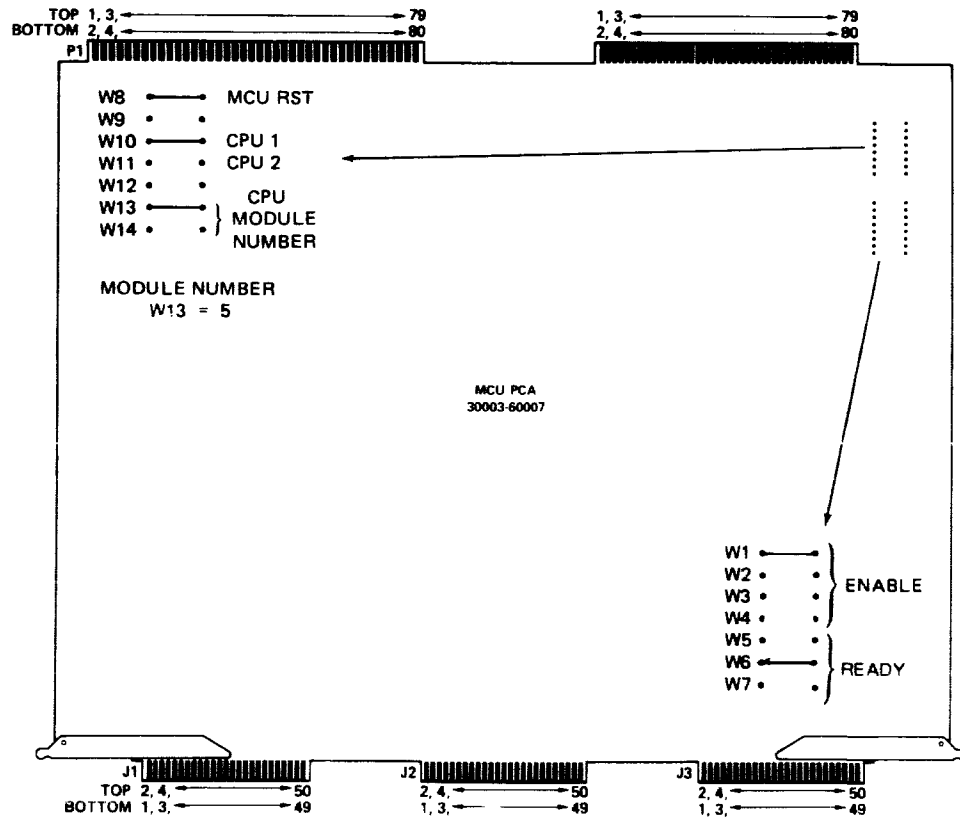 TOP 1, 3, 79
BOTTOM 2, 4, 80
1, 3, 79
2, 4, 80
P1
W8 MCU RST
W9
W10 CPU 1
W11 CPU 2
W12
W13
W14
CPU
MODULE
NUMBER
MODULE NUMBER
W13 = 5
MCU PCA
30003-60007
W1
W2
W3
W4
ENABLE
W5
W6
W7
READY
J1
TOP 2, 4, 50
BOTTOM 1, 3, 49
J2
2, 4, 50
1, 3, 49
J3
2, 4, 50
1, 3, 49